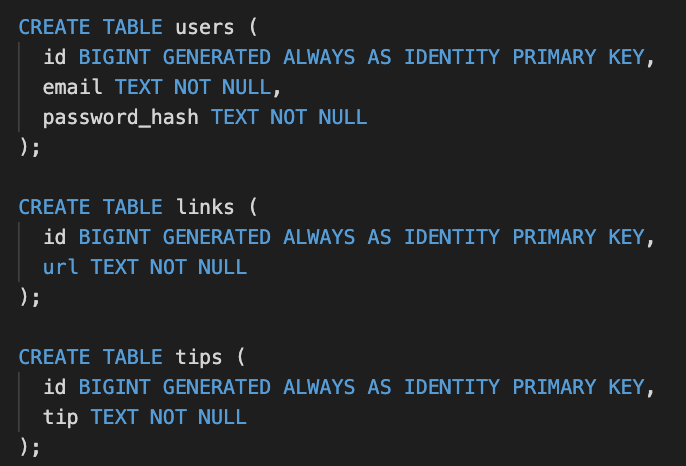 CREATE TABLE users (
  id BIGINT GENERATED ALWAYS AS IDENTITY PRIMARY KEY,
  email TEXT NOT NULL,
  password_hash TEXT NOT NULL
);

CREATE TABLE links (
  id BIGINT GENERATED ALWAYS AS IDENTITY PRIMARY KEY,
  url TEXT NOT NULL
);

CREATE TABLE tips (
  id BIGINT GENERATED ALWAYS AS IDENTITY PRIMARY KEY,
  tip TEXT NOT NULL
);